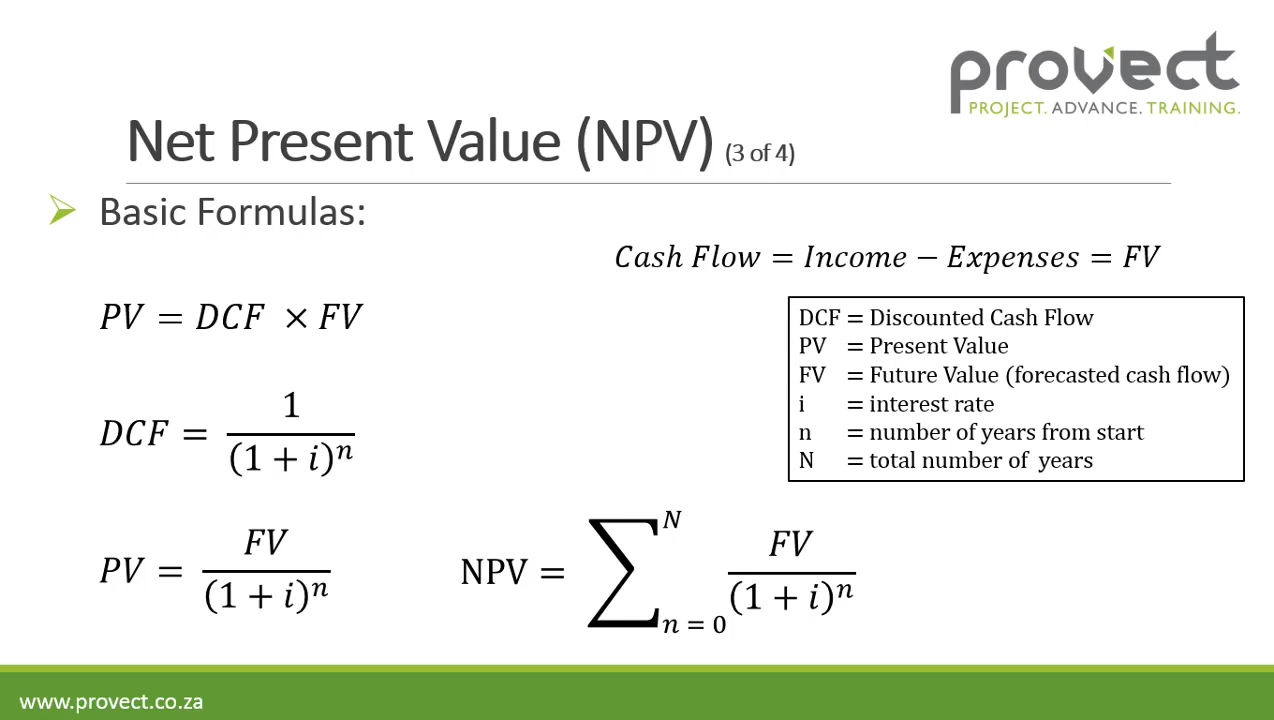 provect
PROJECT. ADVANCE. TRAINING.
Net Present Value (NPV) (3 of 4)
Basic Formulas:
Cash Flow = Income − Expenses = FV
PV = DCF × FV
DCF = Discounted Cash Flow
PV = Present Value
FV = Future Value (forecasted cash flow)
i = interest rate
n = number of years from start
N = total number of years
DCF = 1 / (1 + i)^n
PV = FV / (1 + i)^n
NPV = ∑_{n = 0}^{N} FV / (1 + i)^n
www.provect.co.za